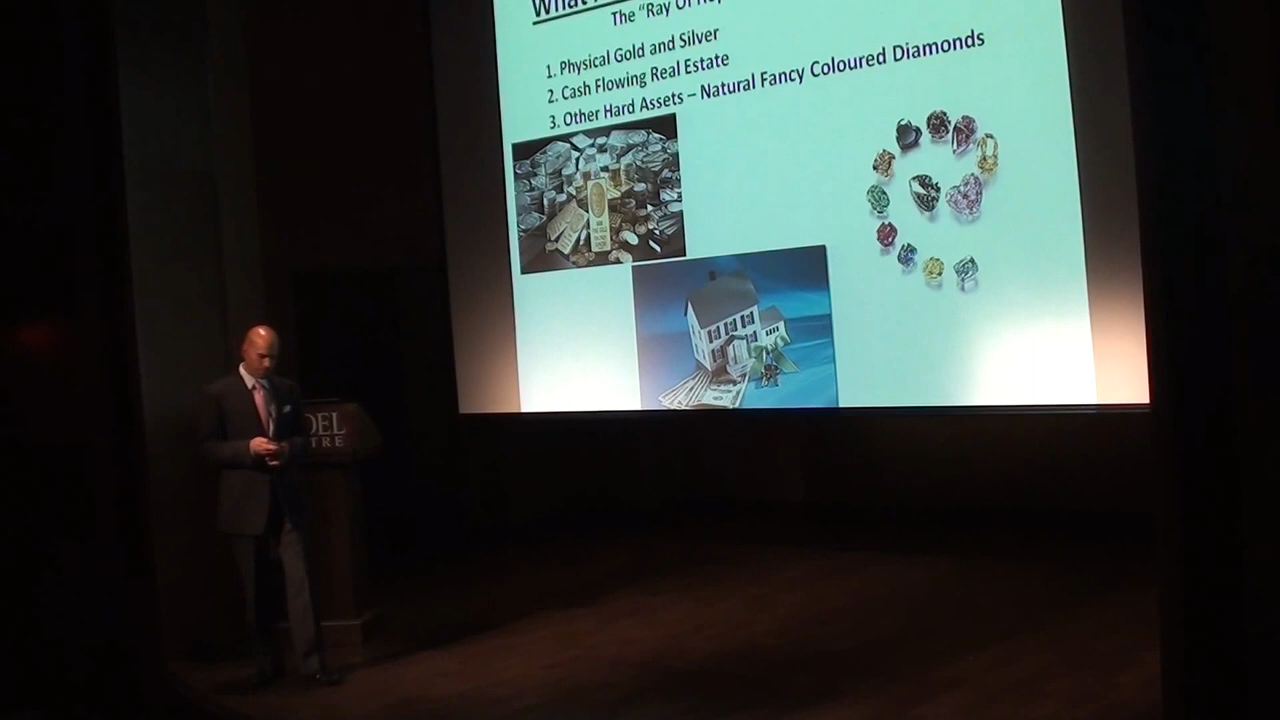 The "Ray Of
1. Physical Gold and Silver
2. Cash Flowing Real Estate
3. Other Hard Assets – Natural Fancy Coloured Diamonds
DEL
TRE